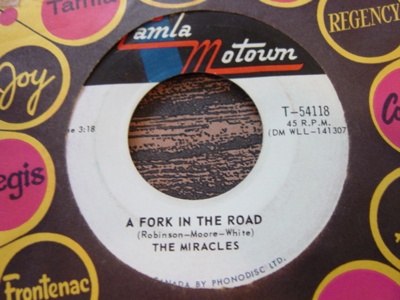 Tamla
REGENCY
Tamla Motown
Joy
T-54118
45 R.P.M.
(DM WLL-141307
e 3:18
egis
A FORK IN THE ROAD
(Robinson-Moore-White)
THE MIRACLES
Frontenac
CANADA BY PHONODISC LTD.